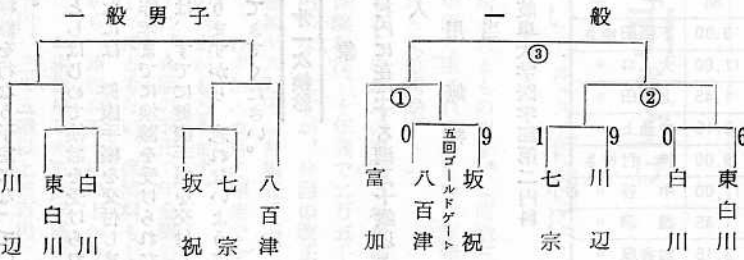 一般男子
川辺
東白川
白川
坂祝
七宗
八百津
一般
③
①
②
0
五回ゴールドゲート
9
1
9
0
6
富加
八百津
坂祝
七宗
川辺
白川
東白川